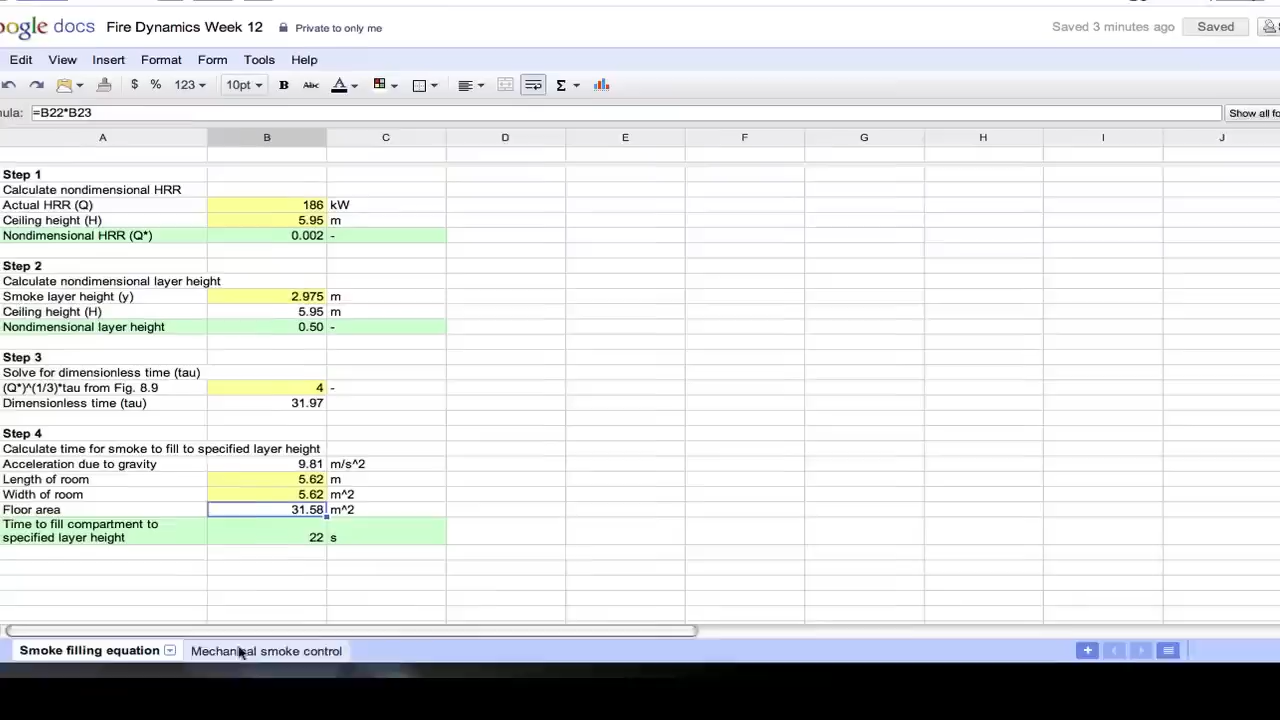 oogle docs Fire Dynamics Week 12 Private to only me Saved 3 minutes ago Saved
Edit View Insert Format Form Tools Help
$ % 123 10pt B Abc A Σ
nula: =B22*B23 Show all fo
A B C D E F G H I J
Step 1
Calculate nondimensional HRR
Actual HRR (Q) 186 kW
Ceiling height (H) 5.95 m
Nondimensional HRR (Q*) 0.002 -
Step 2
Calculate nondimensional layer height
Smoke layer height (y) 2.975 m
Ceiling height (H) 5.95 m
Nondimensional layer height 0.50 -
Step 3
Solve for dimensionless time (tau)
(Q*)^(1/3)*tau from Fig. 8.9 4 -
Dimensionless time (tau) 31.97
Step 4
Calculate time for smoke to fill to specified layer height
Acceleration due to gravity 9.81 m/s^2
Length of room 5.62 m
Width of room 5.62 m^2
Floor area 31.58 m^2
Time to fill compartment to
specified layer height 22 s
Smoke filling equation Mechanical smoke control